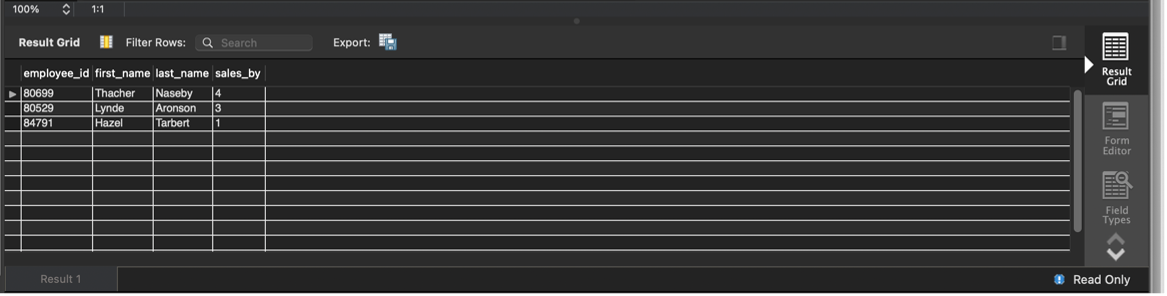 100% 1:1
Result Grid Filter Rows: Search Export:
employee_id first_name last_name sales_by
80699 Thacher Naseby 4
80529 Lynde Aronson 3
84791 Hazel Tarbert 1
Result
Grid
Form
Editor
Field
Types
Result 1 Read Only